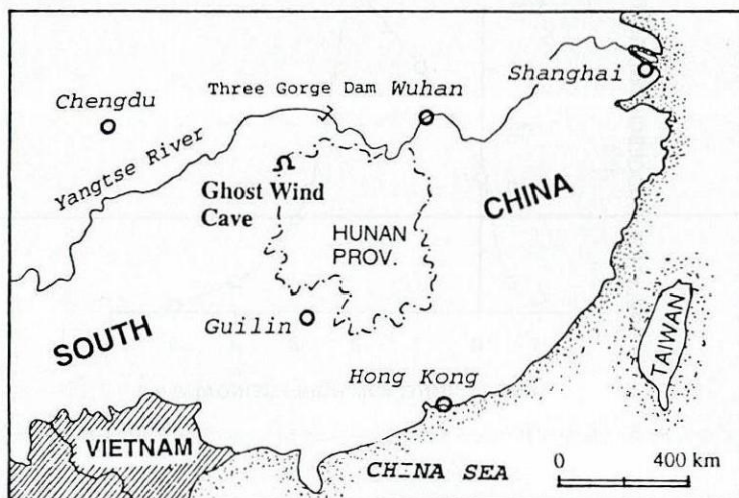 Shanghai
Three Gorge Dam
Wuhan
Chengdu
Yangtse River
Ghost Wind
Cave
CHINA
HUNAN
PROV.
Guilin
SOUTH
TAIWAN
Hong Kong
VIETNAM
CHINA SEA
0 400 km